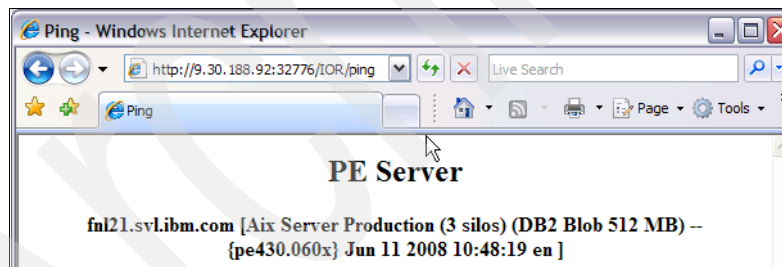 Ping - Windows Internet Explorer
http://9.30.188.92:32776/IOR/ping
Live Search
Ping
Page
Tools
PE Server
fnl21.svl.ibm.com [Aix Server Production (3 silos) (DB2 Blob 512 MB) --
{pe430.060x} Jun 11 2008 10:48:19 en ]